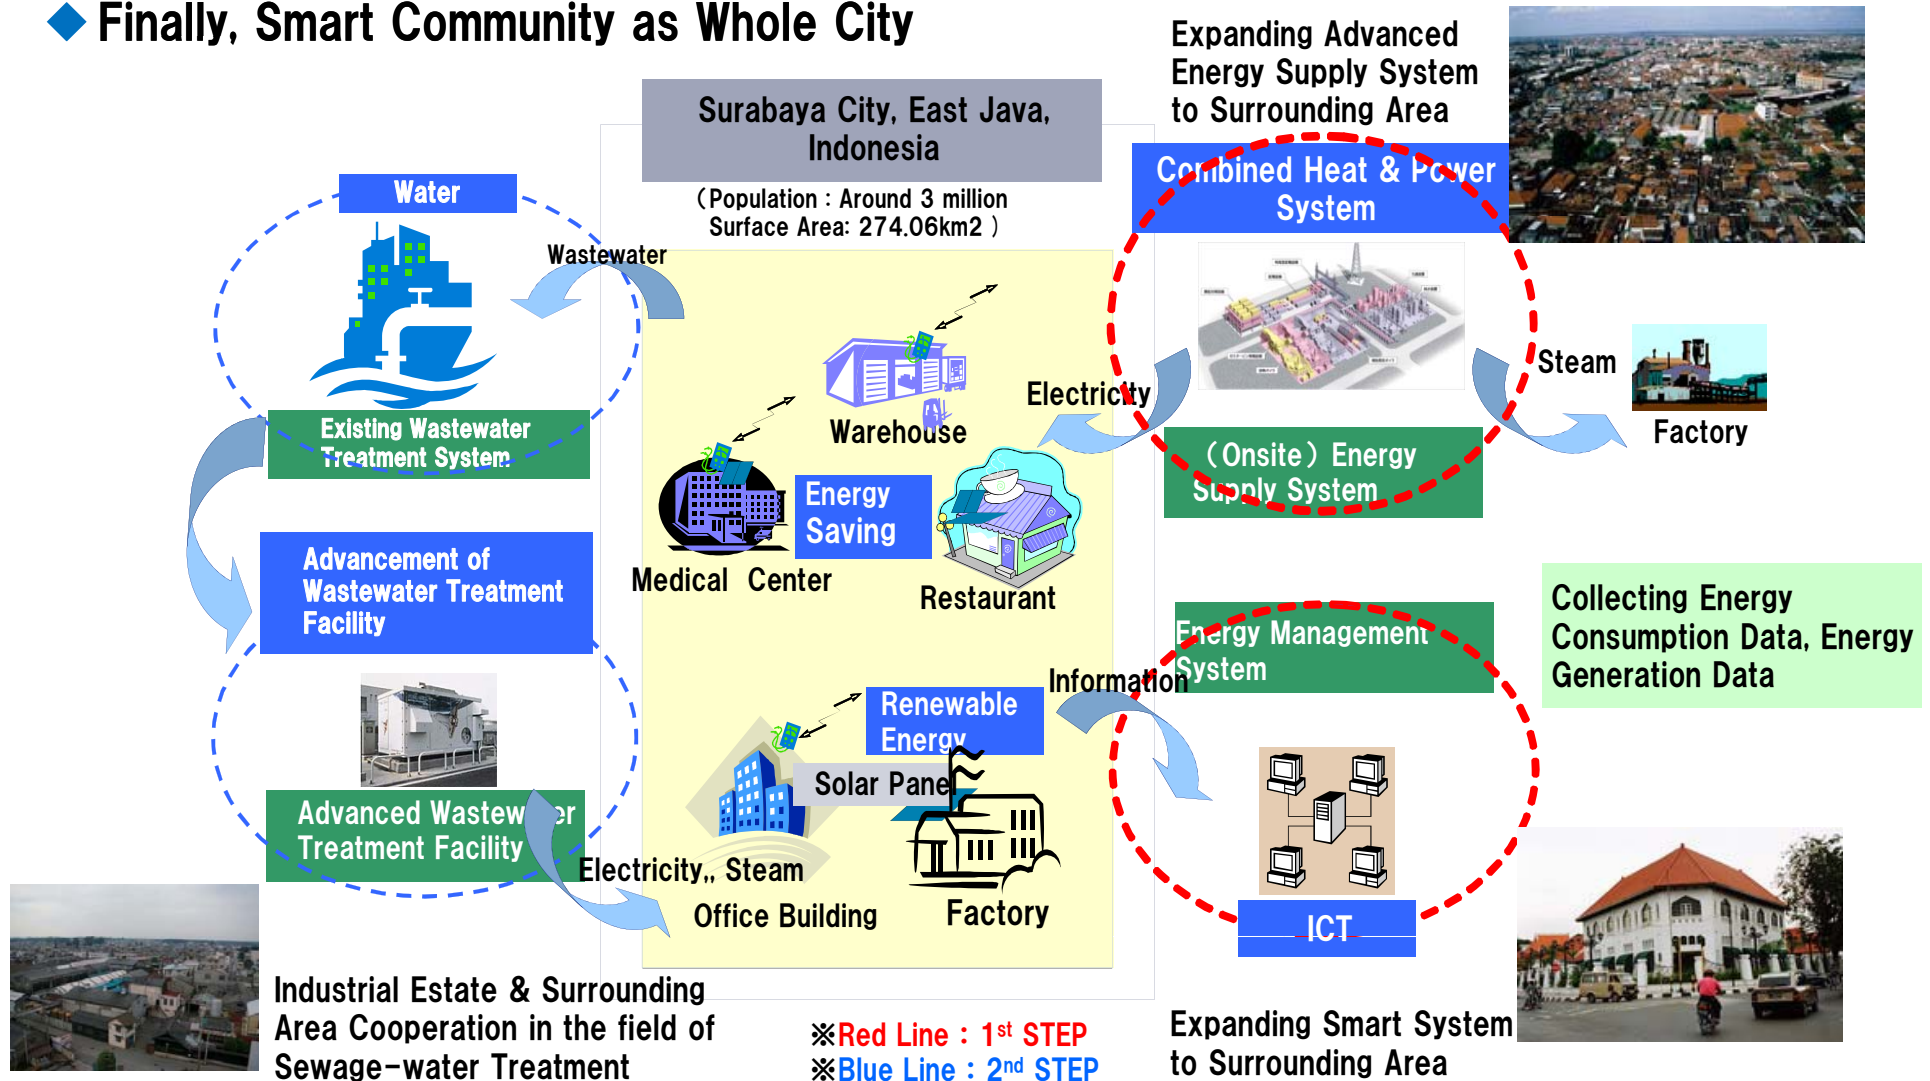 ◆ Finally, Smart Community as Whole City
Surabaya City, East Java,
Indonesia
（Population : Around 3 million
Surface Area: 274.06km2 ）
Expanding Advanced
Energy Supply System
to Surrounding Area
Water
Wastewater
Existing Wastewater
Treatment System
Combined Heat & Power
System
Electricity
Steam
Factory
（Onsite）Energy
Supply System
Warehouse
Energy
Saving
Medical Center
Restaurant
Advancement of
Wastewater Treatment
Facility
Advanced Wastewater
Treatment Facility
Electricity,, Steam
Renewable
Energy
Solar Panel
Office Building
Factory
Information
Energy Management
System
Collecting Energy
Consumption Data, Energy
Generation Data
ICT
Industrial Estate & Surrounding
Area Cooperation in the field of
Sewage-water Treatment
※Red Line : 1st STEP
※Blue Line : 2nd STEP
Expanding Smart System
to Surrounding Area